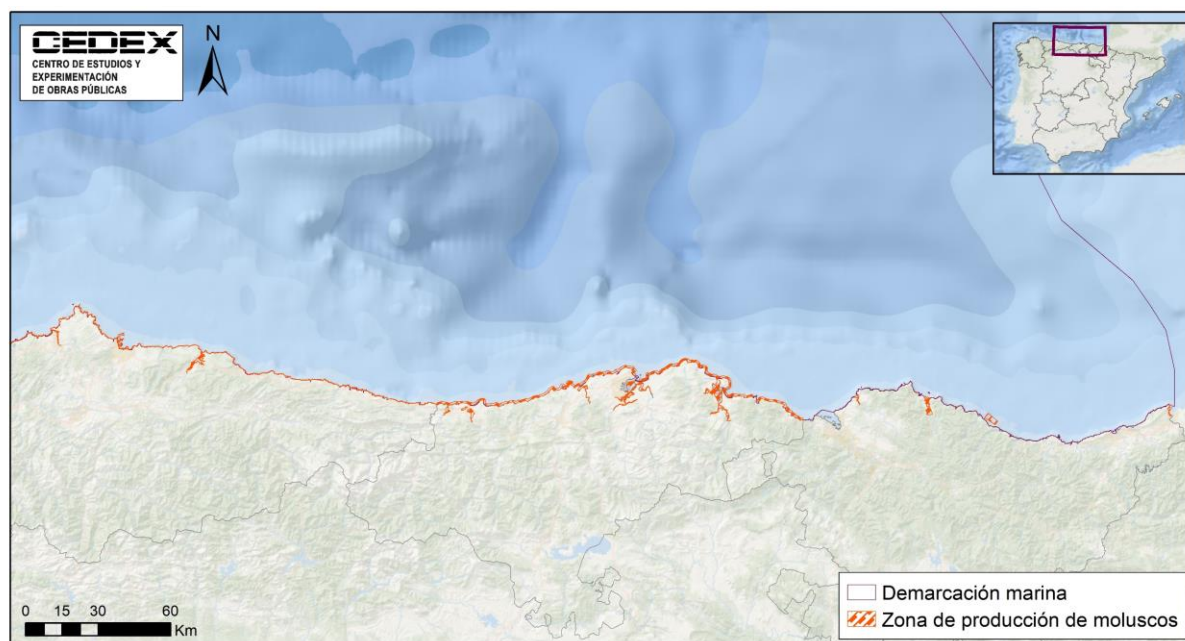 CEDEX
CENTRO DE ESTUDIOS Y
EXPERIMENTACIÓN
DE OBRAS PÚBLICAS
N
0 15 30 60
Km
Demarcación marina
Zona de producción de moluscos